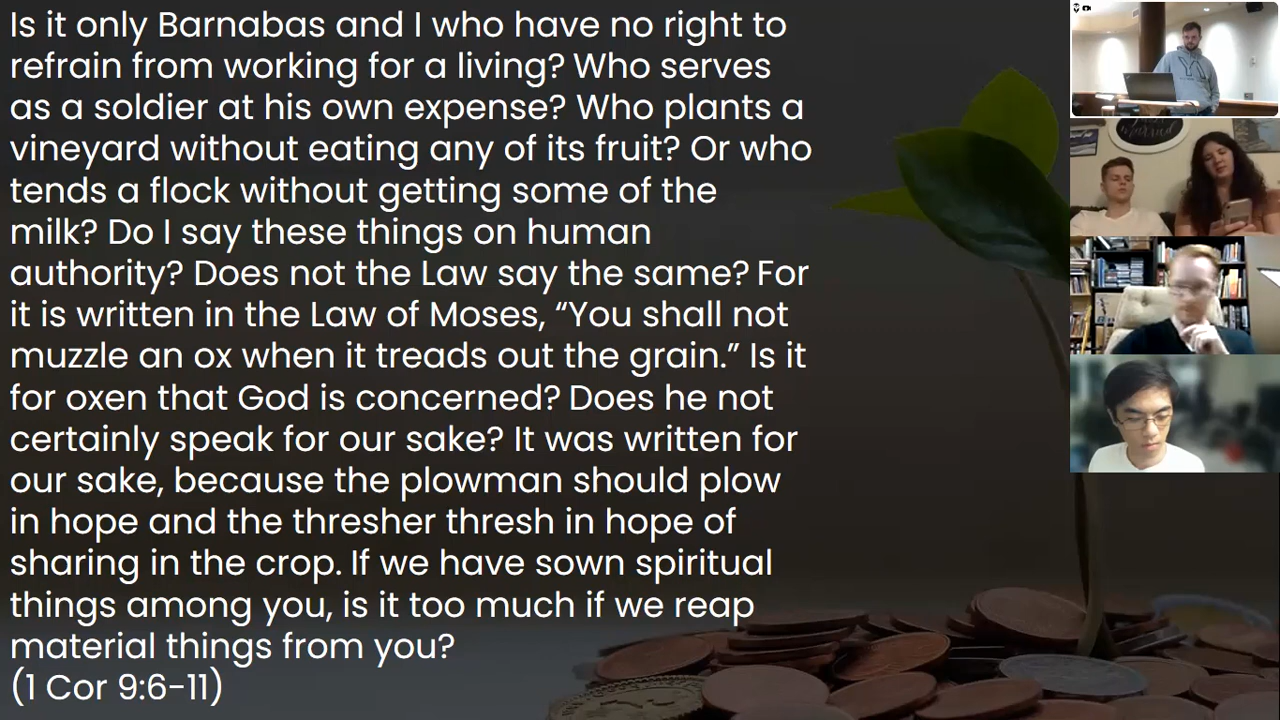 Is it only Barnabas and I who have no right to
refrain from working for a living? Who serves
as a soldier at his own expense? Who plants a
vineyard without eating any of its fruit? Or who
tends a flock without getting some of the
milk? Do I say these things on human
authority? Does not the Law say the same? For
it is written in the Law of Moses, “You shall not
muzzle an ox when it treads out the grain.” Is it
for oxen that God is concerned? Does he not
certainly speak for our sake? It was written for
our sake, because the plowman should plow
in hope and the thresher thresh in hope of
sharing in the crop. If we have sown spiritual
things among you, is it too much if we reap
material things from you?
(1 Cor 9:6-11)
married